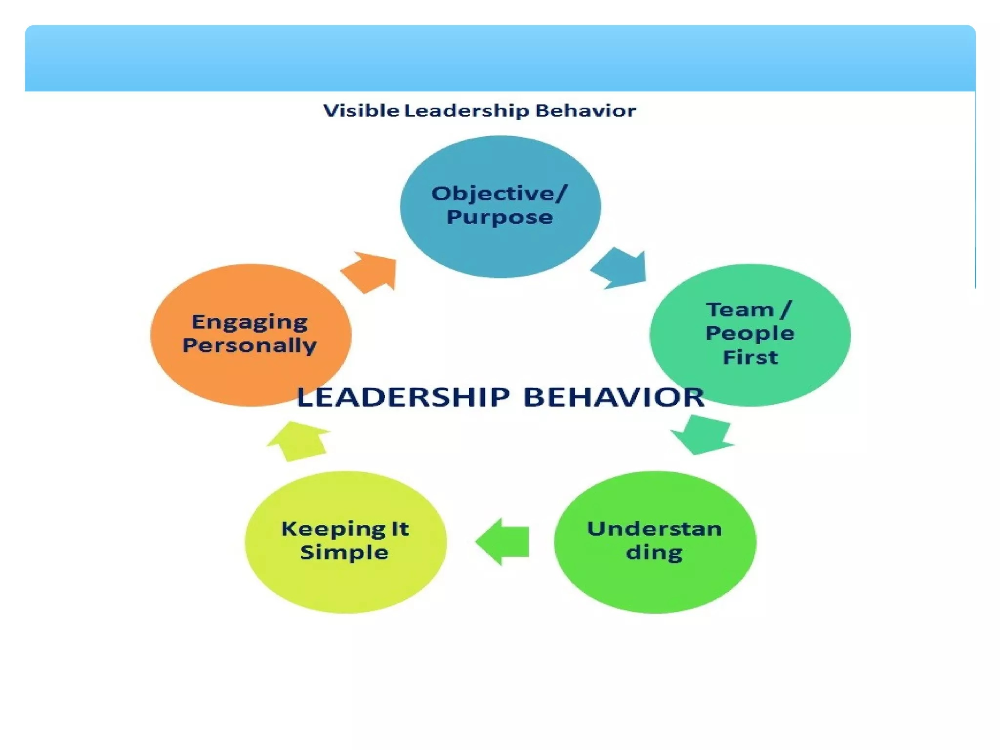 Visible Leadership Behavior
Objective/
Purpose
Team /
People
First
Understan
ding
Keeping It
Simple
Engaging
Personally
LEADERSHIP BEHAVIOR